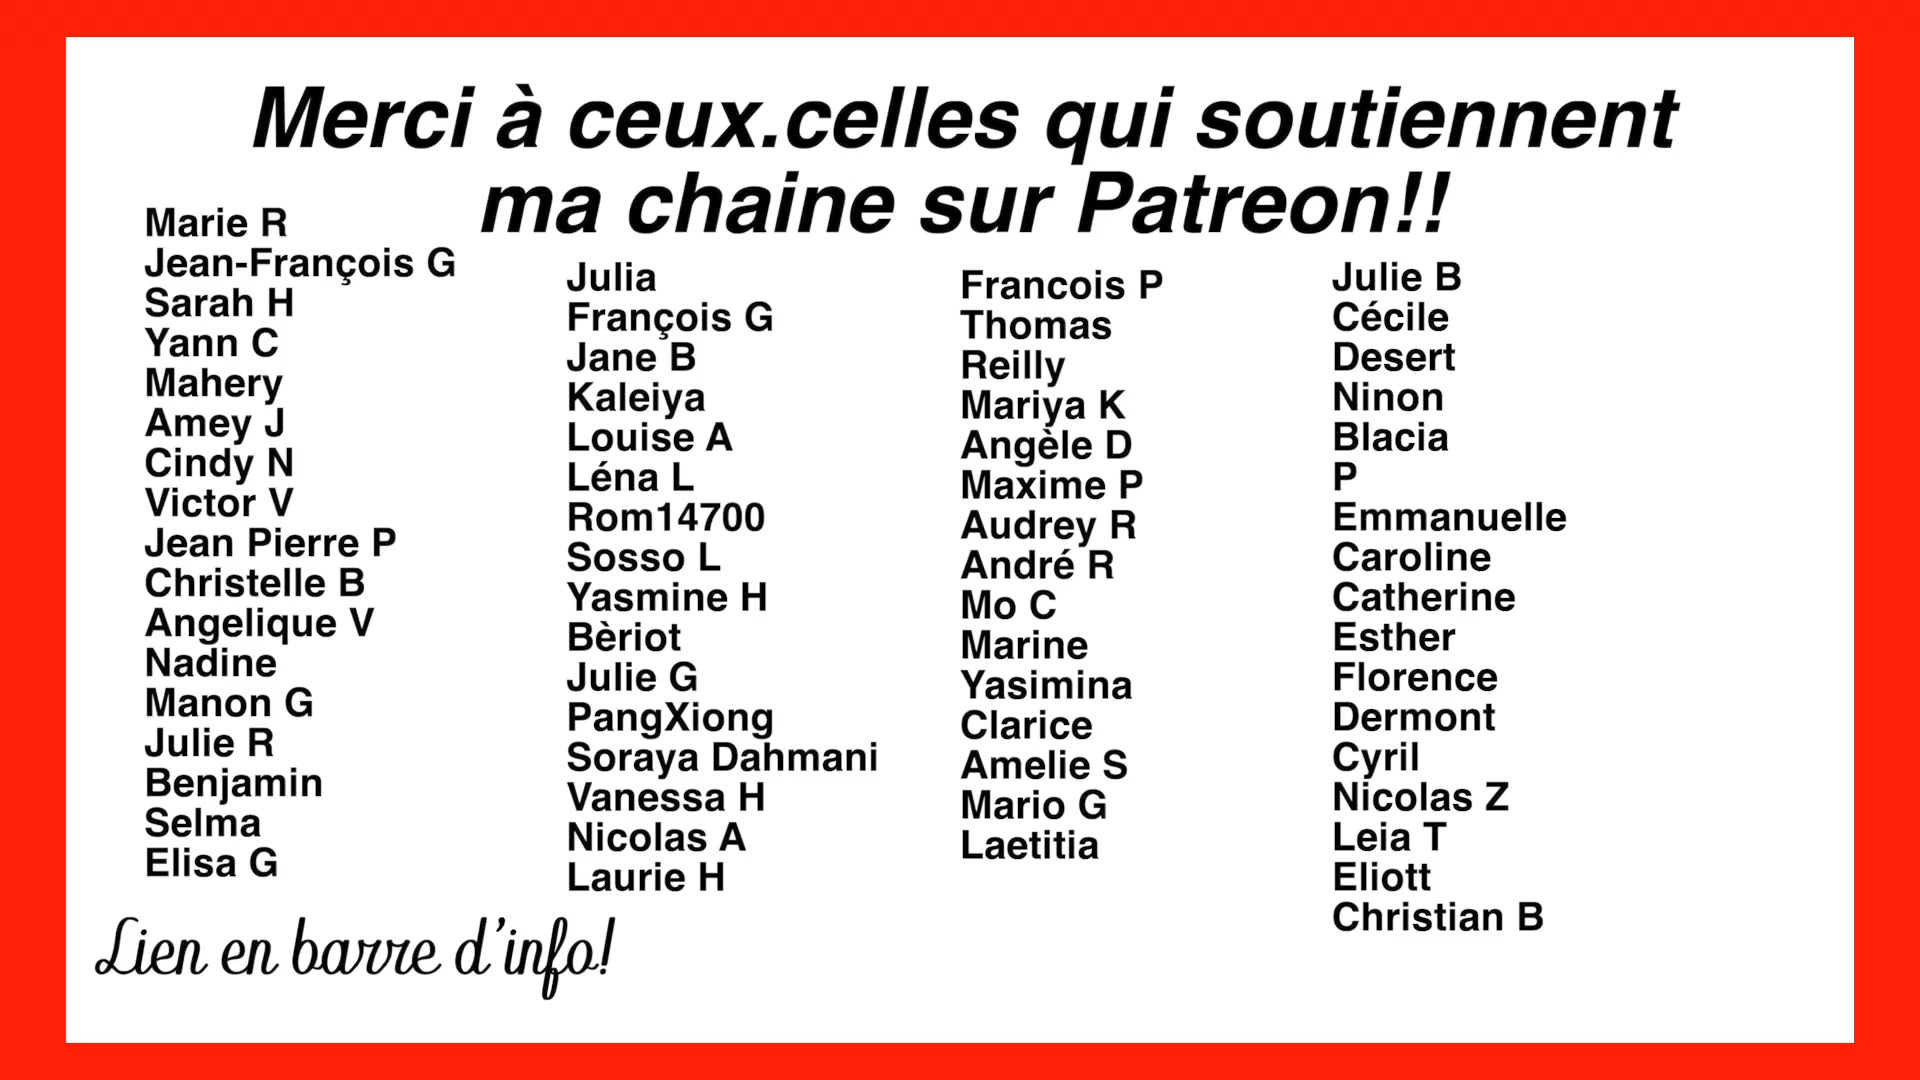 Merci à ceux.celles qui soutiennent
ma chaine sur Patreon!!
Marie R
Jean-François G
Sarah H
Yann C
Mahery
Amey J
Cindy N
Victor V
Jean Pierre P
Christelle B
Angelique V
Nadine
Manon G
Julie R
Benjamin
Selma
Elisa G
Julia
François G
Jane B
Kaleiya
Louise A
Léna L
Rom14700
Sosso L
Yasmine H
Bèriot
Julie G
PangXiong
Soraya Dahmani
Vanessa H
Nicolas A
Laurie H
Francois P
Thomas
Reilly
Mariya K
Angèle D
Maxime P
Audrey R
André R
Mo C
Marine
Yasimina
Clarice
Amelie S
Mario G
Laetitia
Julie B
Cécile
Desert
Ninon
Blacia
P
Emmanuelle
Caroline
Catherine
Esther
Florence
Dermont
Cyril
Nicolas Z
Leia T
Eliott
Christian B
Lien en barre d'info!